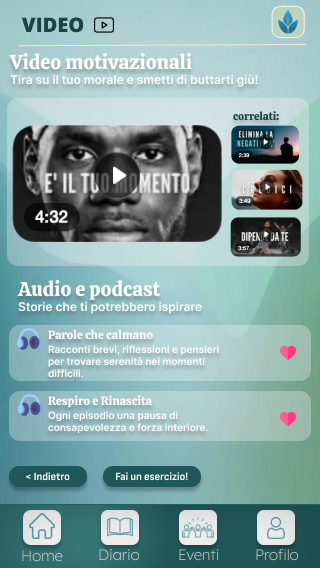 VIDEO
Video motivazionali
Tira su il tuo morale e smetti di buttarti giù!
correlati:
E' IL TUO MOMENTO
4:32
ELIMINA LA
NEGATI
2:39
3:49
DIPEN DA TE
3:57
Audio e podcast
Storie che ti potrebbero ispirare
Parole che calmano
Racconti brevi, riflessioni e pensieri
per trovare serenità nei momenti
difficili.
Respiro e Rinascita
Ogni episodio una pausa di
consapevolezza e forza interiore.
< Indietro
Fai un esercizio!
Home
Diario
Eventi
Profilo